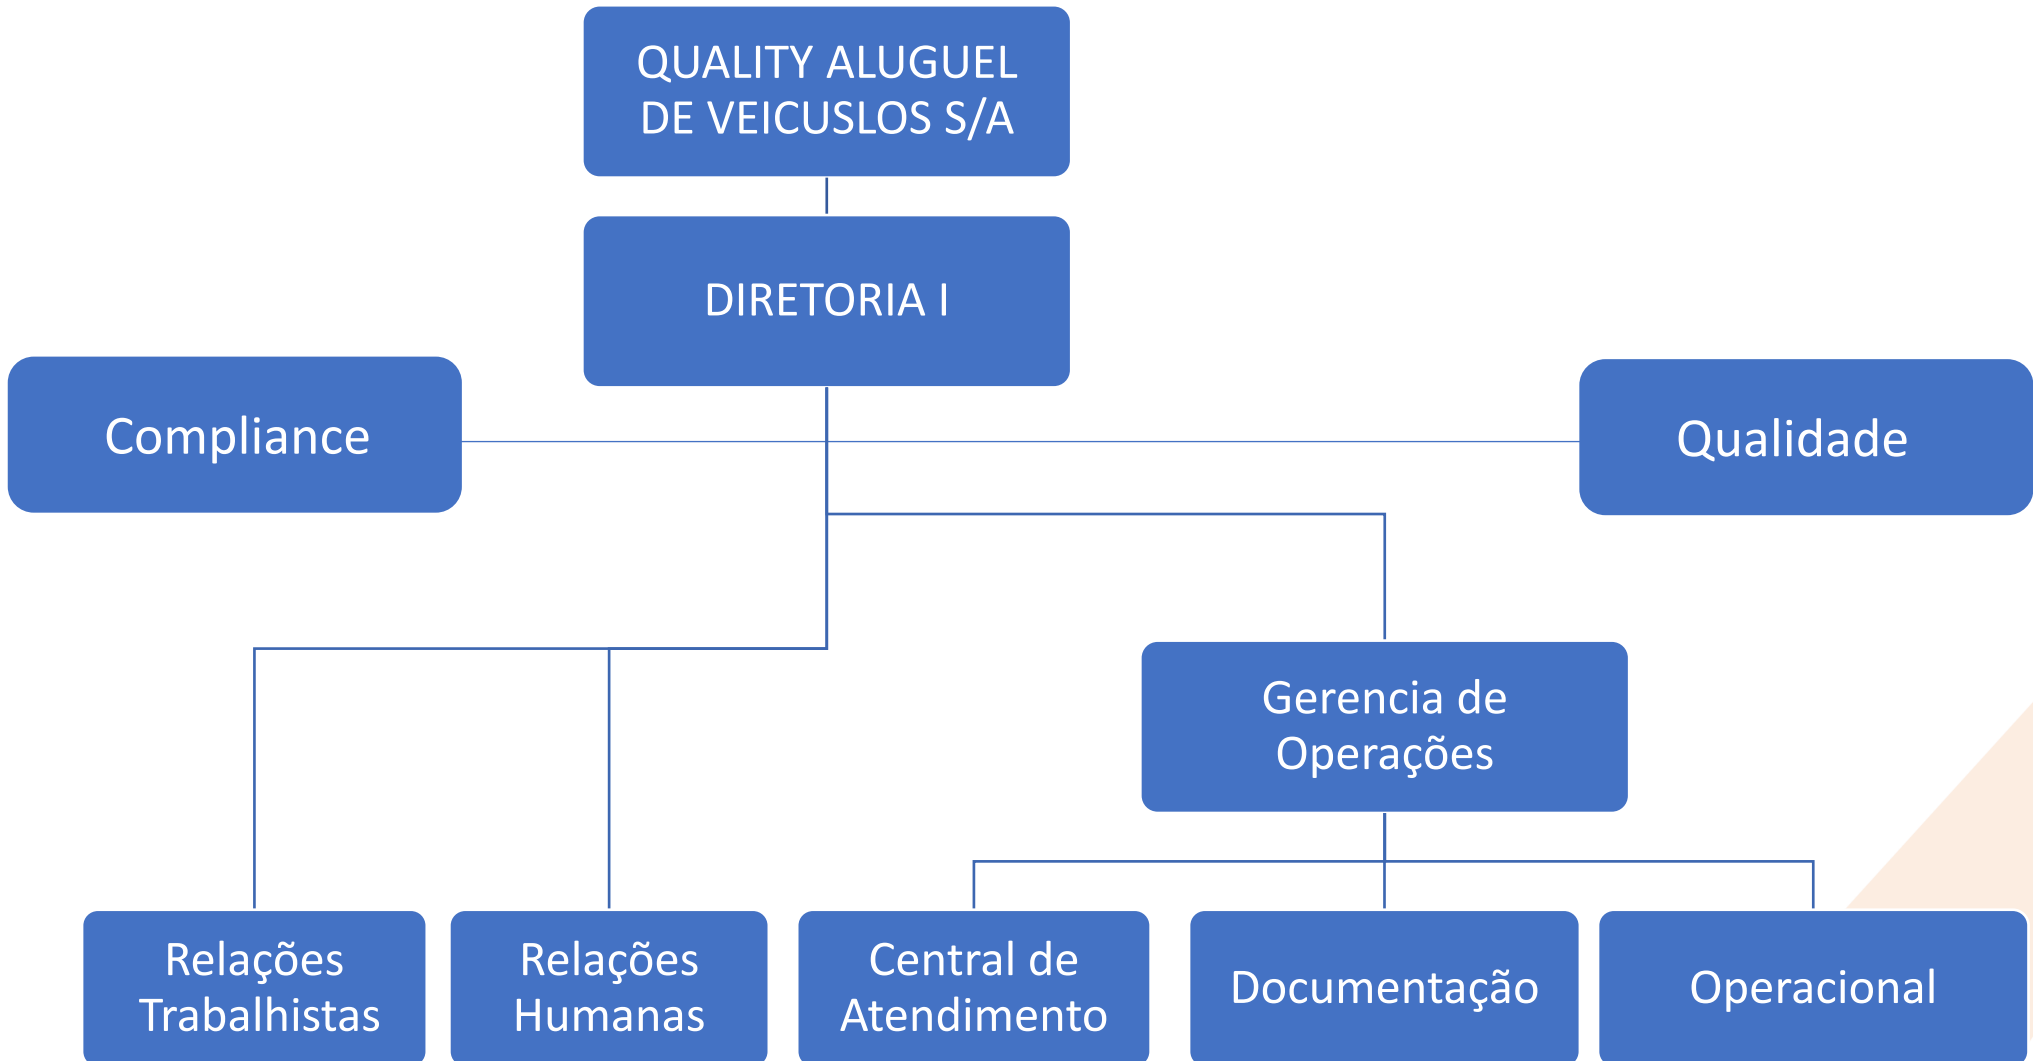 QUALITY ALUGUEL
DE VEICUSLOS S/A
DIRETORIA I
Compliance
Qualidade
Gerencia de
Operações
Relações
Trabalhistas
Relações
Humanas
Central de
Atendimento
Documentação
Operacional